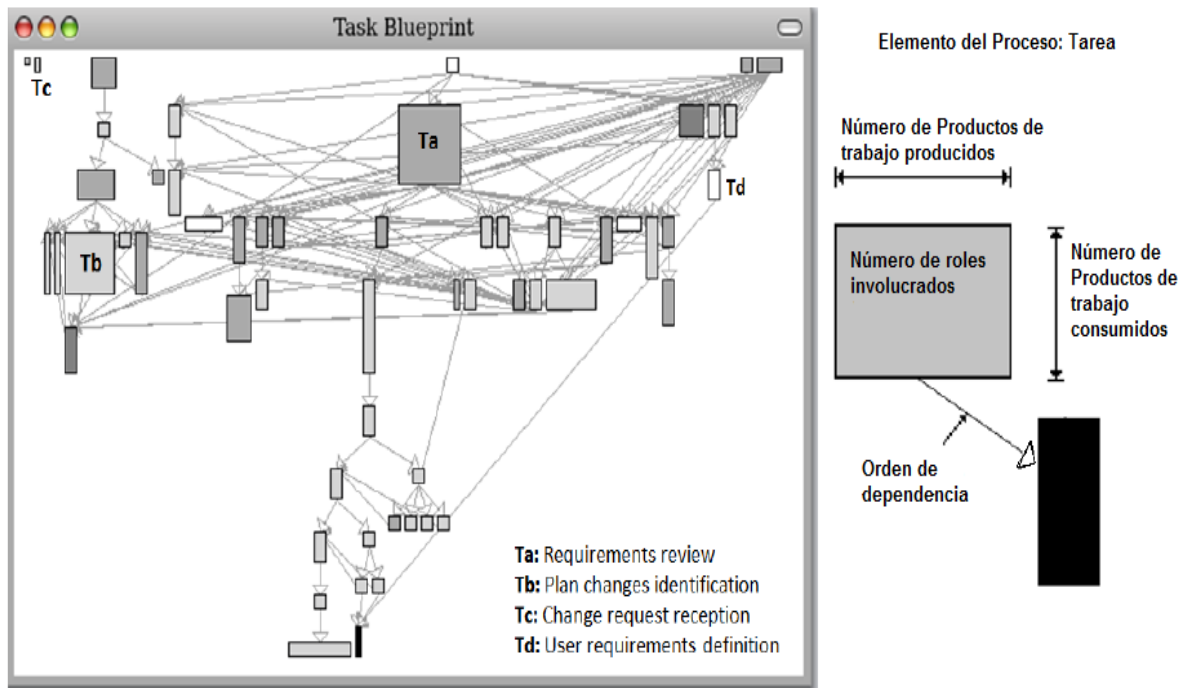 Task Blueprint
Tc
Ta
Td
Tb
Ta: Requirements review
Tb: Plan changes identification
Tc: Change request reception
Td: User requirements definition
Elemento del Proceso: Tarea
Número de Productos de
trabajo producidos
Número de roles
involucrados
Número de
Productos de
trabajo
consumidos
Orden de
dependencia